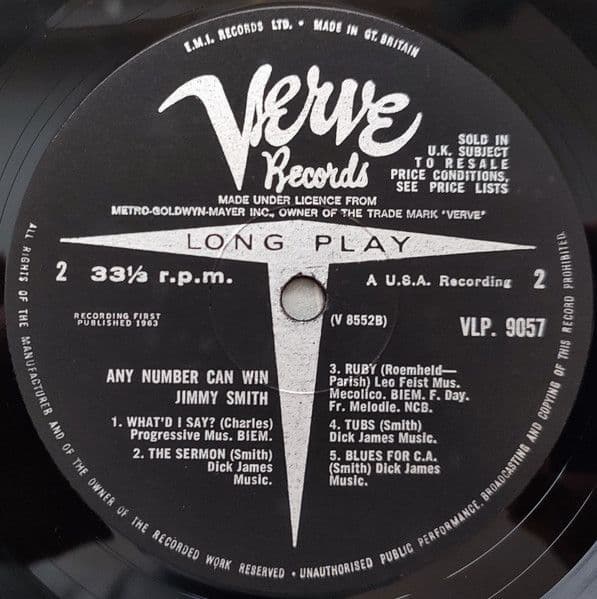 E.M.I. RECORDS LTD. • MADE IN GT. BRITAIN
Verve
Records
SOLD IN
U.K. SUBJECT
TO RESALE
PRICE CONDITIONS,
SEE PRICE LISTS
MADE UNDER LICENCE FROM
METRO-GOLDWYN-MAYER INC., OWNER OF THE TRADE MARK "VERVE"
LONG PLAY
2 33⅓ r.p.m.
A U.S.A. Recording 2
RECORDING FIRST
PUBLISHED 1963
(V 8552B)
VLP. 9057
ANY NUMBER CAN WIN
JIMMY SMITH
1. WHAT'D I SAY? (Charles)
Progressive Mus. BIEM.
2. THE SERMON (Smith)
Dick James
Music.
3. RUBY (Roemheld—
Parish) Leo Feist Mus.
Mecolico. BIEM. F. Day.
Fr. Melodie. NCB.
4. TUBS (Smith)
Dick James Music.
5. BLUES FOR C.A.
(Smith) Dick James
Music.
ALL RIGHTS OF THE MANUFACTURER AND OF THE OWNER OF THE RECORDED WORK RESERVED • UNAUTHORISED PUBLIC PERFORMANCE, BROADCASTING AND COPYING OF THIS RECORD PROHIBITED.